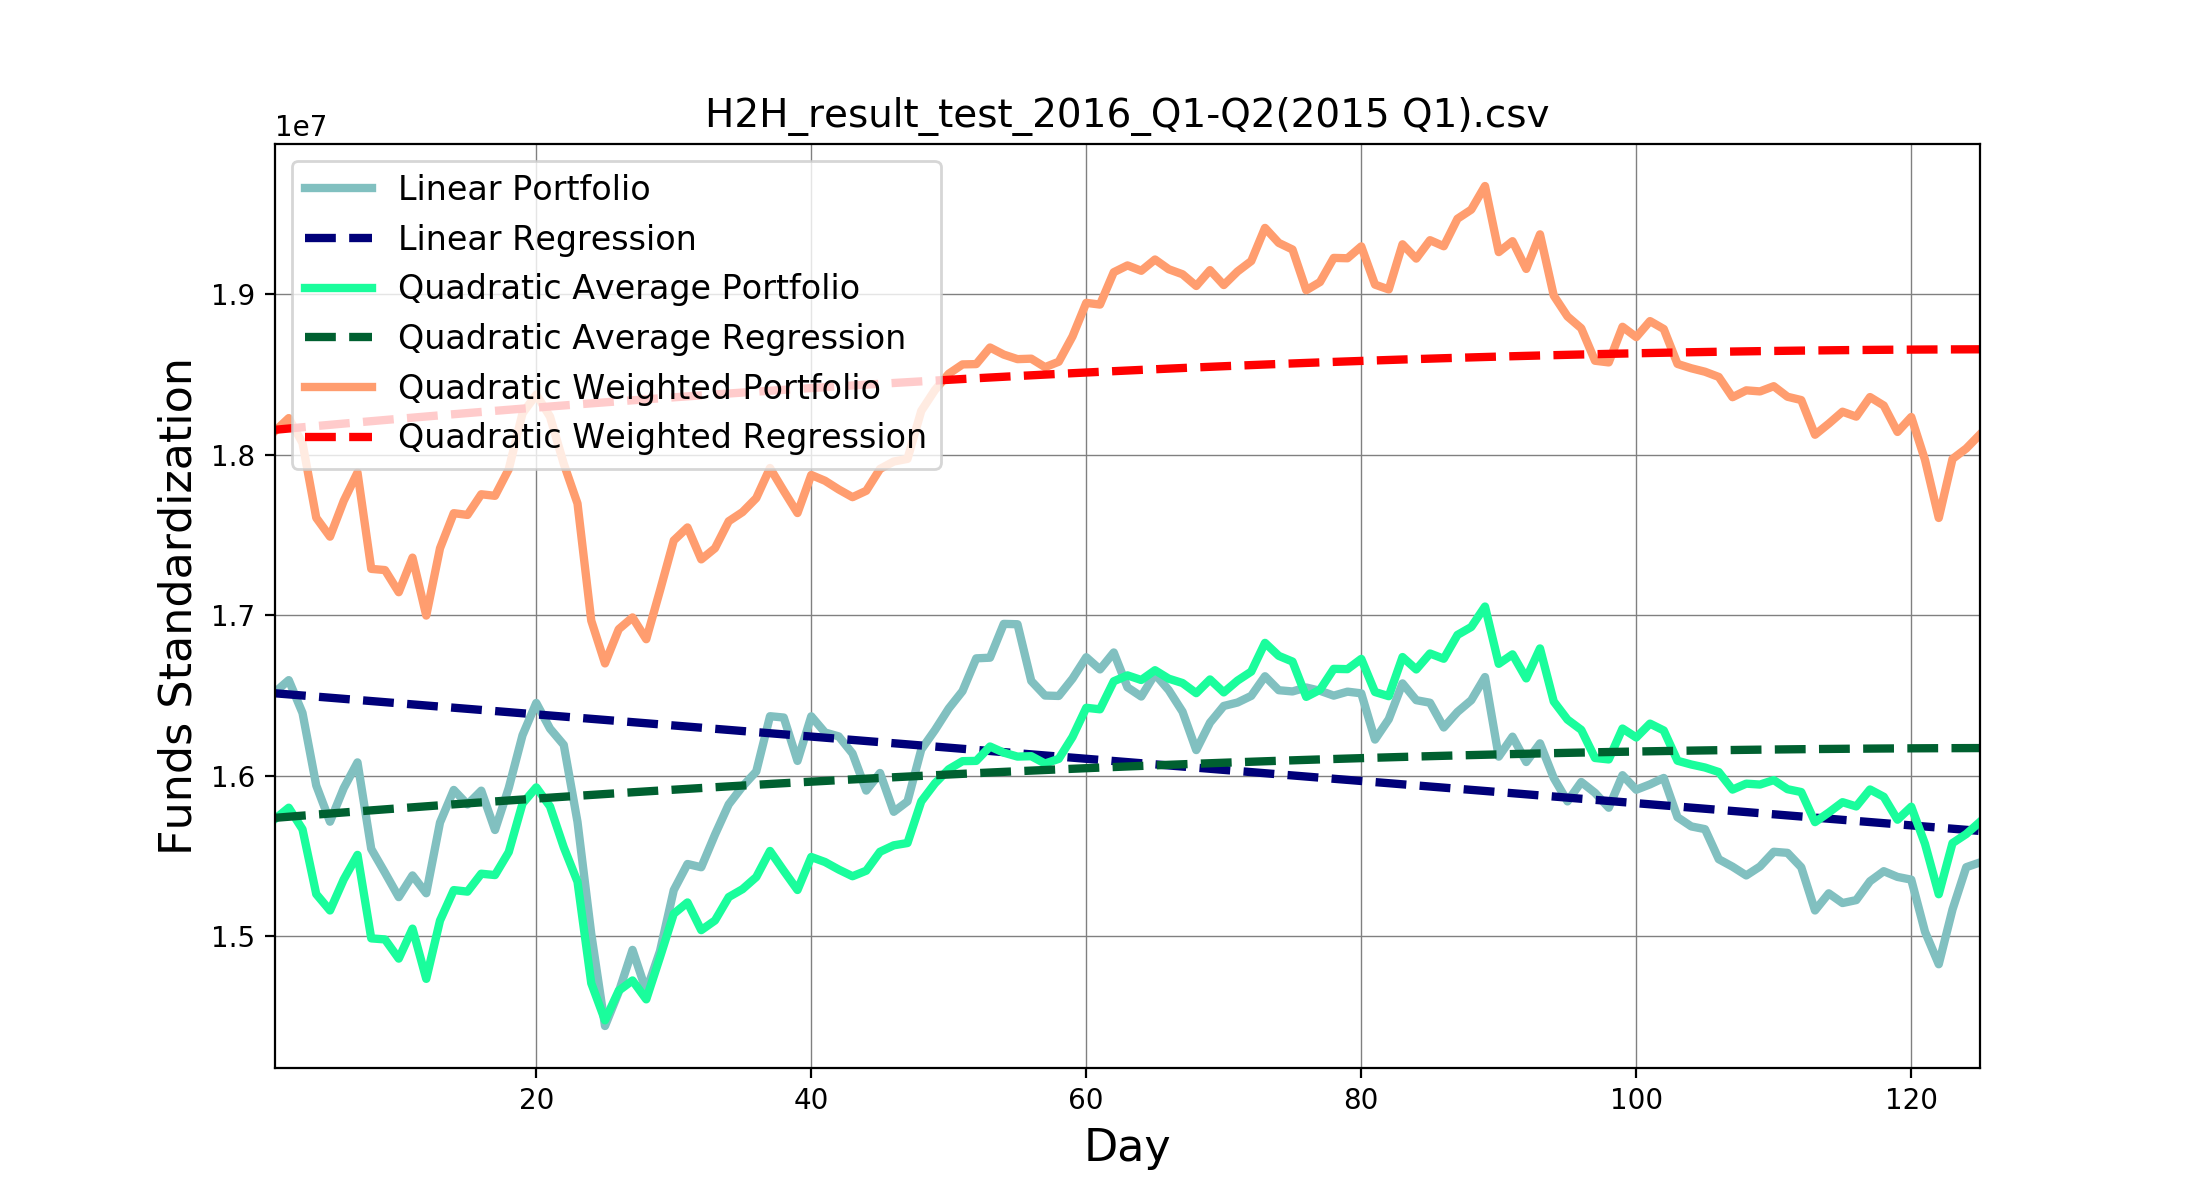 H2H_result_test_2016_Q1-Q2(2015 Q1).csv
1e7
Linear Portfolio
Linear Regression
Quadratic Average Portfolio
Quadratic Average Regression
Quadratic Weighted Portfolio
Quadratic Weighted Regression
Funds Standardization
1.9
1.8
1.7
1.6
1.5
20 40 60 80 100 120
Day